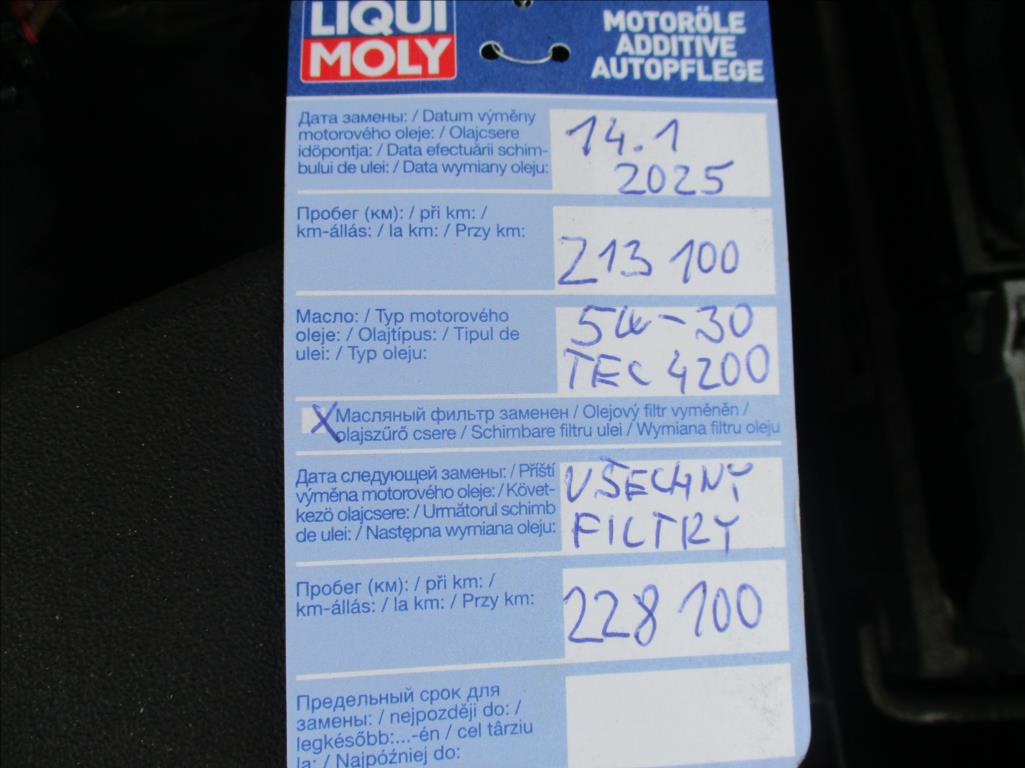 LIQUI
MOLY
MOTORÖLE
ADDITIVE
AUTOPFLEGE
Дата замены: / Datum výměny
motorového oleje: / Olajcsere
időpontja: / Data efectuării schim-
bului de ulei: / Data wymiany oleju:
14.1
2025
Пробег (км): / při km: /
km-állás: / la km: / Przy km:
213 100
Масло: / Typ motorového
oleje: / Olajtípus: / Tipul de
ulei: / Typ oleju:
5W-30
TEC 4200
X Масляный фильтр заменен / Olejový filtr vyměněn /
olajszűrő csere / Schimbare filtru ulei / Wymiana filtru oleju
Дата следующей замены: / Příští
výměna motorového oleje: / Követ-
kező olajcsere: / Următorul schimb
de ulei: / Następna wymiana oleju:
VŠECHNY
FILTRY
Пробег (км): / při km: /
km-állás: / la km: / Przy km:
228 100
Предельный срок для
замены: / nejpozději do: /
legkésőbb:...-én / cel târziu
la: / Najpóźniej do: